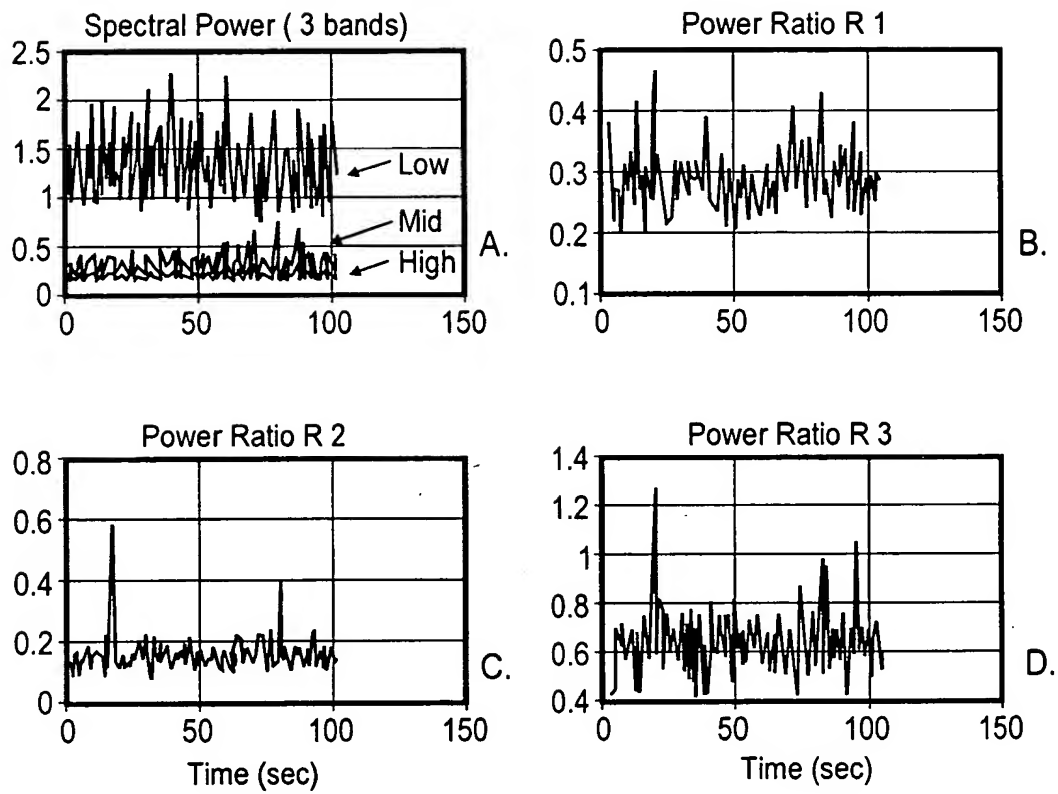 Spectral Power ( 3 bands)
2.5
2
1.5
1
0.5
0
Low
Mid
High
A.
0 50 100 150
Power Ratio R 1
0.5
0.4
0.3
0.2
0.1
B.
0 50 100 150
Power Ratio R 2
0.8
0.6
0.4
0.2
0
C.
0 50 100 150
Time (sec)
Power Ratio R 3
1.4
1.2
1
0.8
0.6
0.4
D.
0 50 100 150
Time (sec)